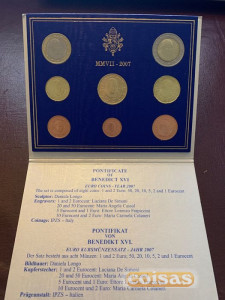 MMVII - 2007
PONTIFICATE
OF
BENEDICT XVI
EURO COINS - YEAR 2007
The set is composed of eight coins: 1 and 2 Euro; 50, 20, 10, 5, 2 and 1 Eurocent
Sculptor: Daniela Longo
Engravers: 1 and 2 Eurocent: Luciana De Simoni
20 and 50 Eurocent: Maria Angela Cassol
5 Eurocent and 1 Euro: Ettore Lorenzo Frapiccini
10 Eurocent and 2 Euro: Maria Carmela Colaneri
Coinage: IPZS - Italy
PONTIFIKAT
VON
BENEDIKT XVI.
EURO KURSMÜNZENSATZ - JAHR 2007
Der Satz besteht aus acht Münzen: 1 und 2 Euro; 50, 20, 10, 5, 2 und 1 Eurocent
Bildhauer: Daniela Longo
Kupferstecher: 1 und 2 Eurocent: Luciana De Simoni
20 und 50 Eurocent: Maria Angela Cassol
5 Eurocent und 1 Euro: Ettore Lorenzo Frapiccini
10 Eurocent und 2 Euro: Maria Carmela Colaneri
Prägeanstalt: IPZS - Italien
coisas